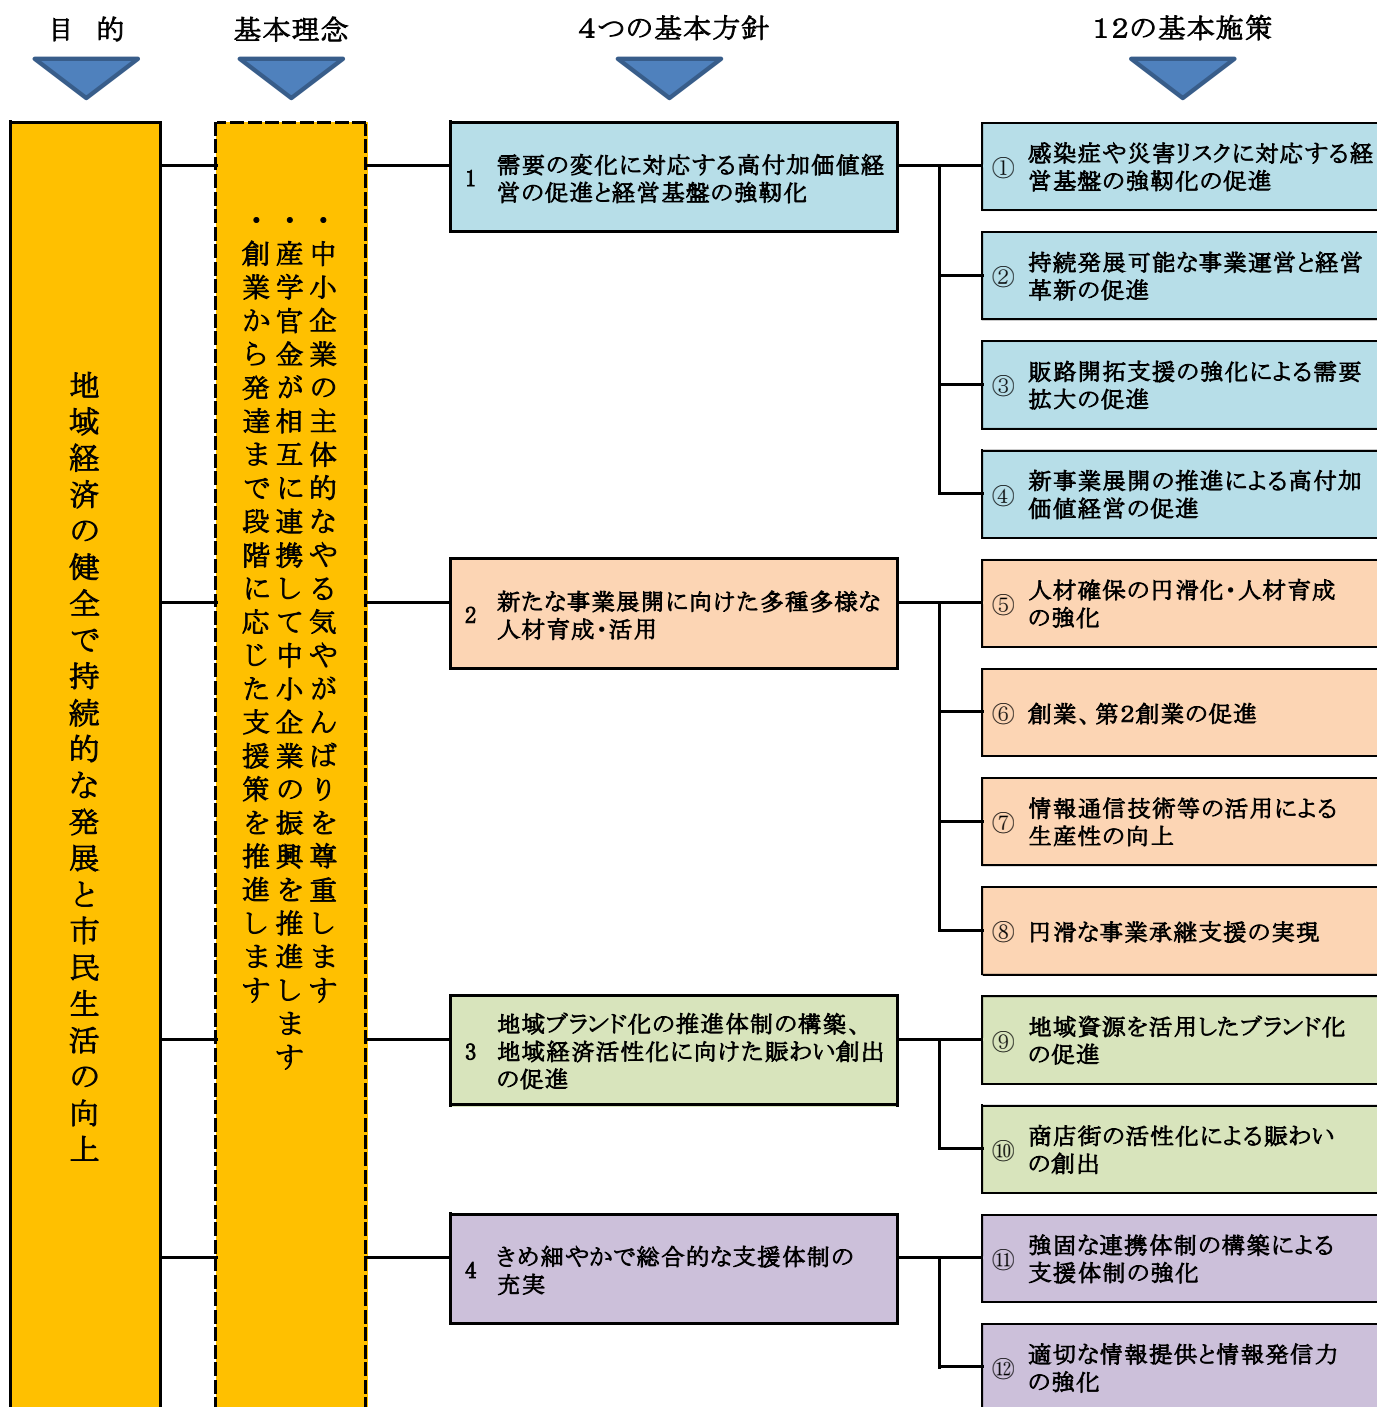 目　的
基本理念
4つの基本方針
12の基本施策
地域経済の健全で持続的な発展と市民生活の向上
・中小企業の主体的なやる気やがんばりを尊重します
・産学官金が相互に連携して中小企業の振興を推進します
・創業から発達まで段階に応じた支援策を推進します
1 需要の変化に対応する高付加価値経
営の促進と経営基盤の強靱化
① 感染症や災害リスクに対応する経
営基盤の強靱化の促進
② 持続発展可能な事業運営と経営
革新の促進
③ 販路開拓支援の強化による需要
拡大の促進
④ 新事業展開の推進による高付加
価値経営の促進
2 新たな事業展開に向けた多種多様な
人材育成・活用
⑤ 人材確保の円滑化・人材育成
の強化
⑥ 創業、第2創業の促進
⑦ 情報通信技術等の活用による
生産性の向上
⑧ 円滑な事業承継支援の実現
3 地域ブランド化の推進体制の構築、
地域経済活性化に向けた賑わい創出
の促進
⑨ 地域資源を活用したブランド化
の促進
⑩ 商店街の活性化による賑わい
の創出
4 きめ細やかで総合的な支援体制の
充実
⑪ 強固な連携体制の構築による
支援体制の強化
⑫ 適切な情報提供と情報発信力
の強化